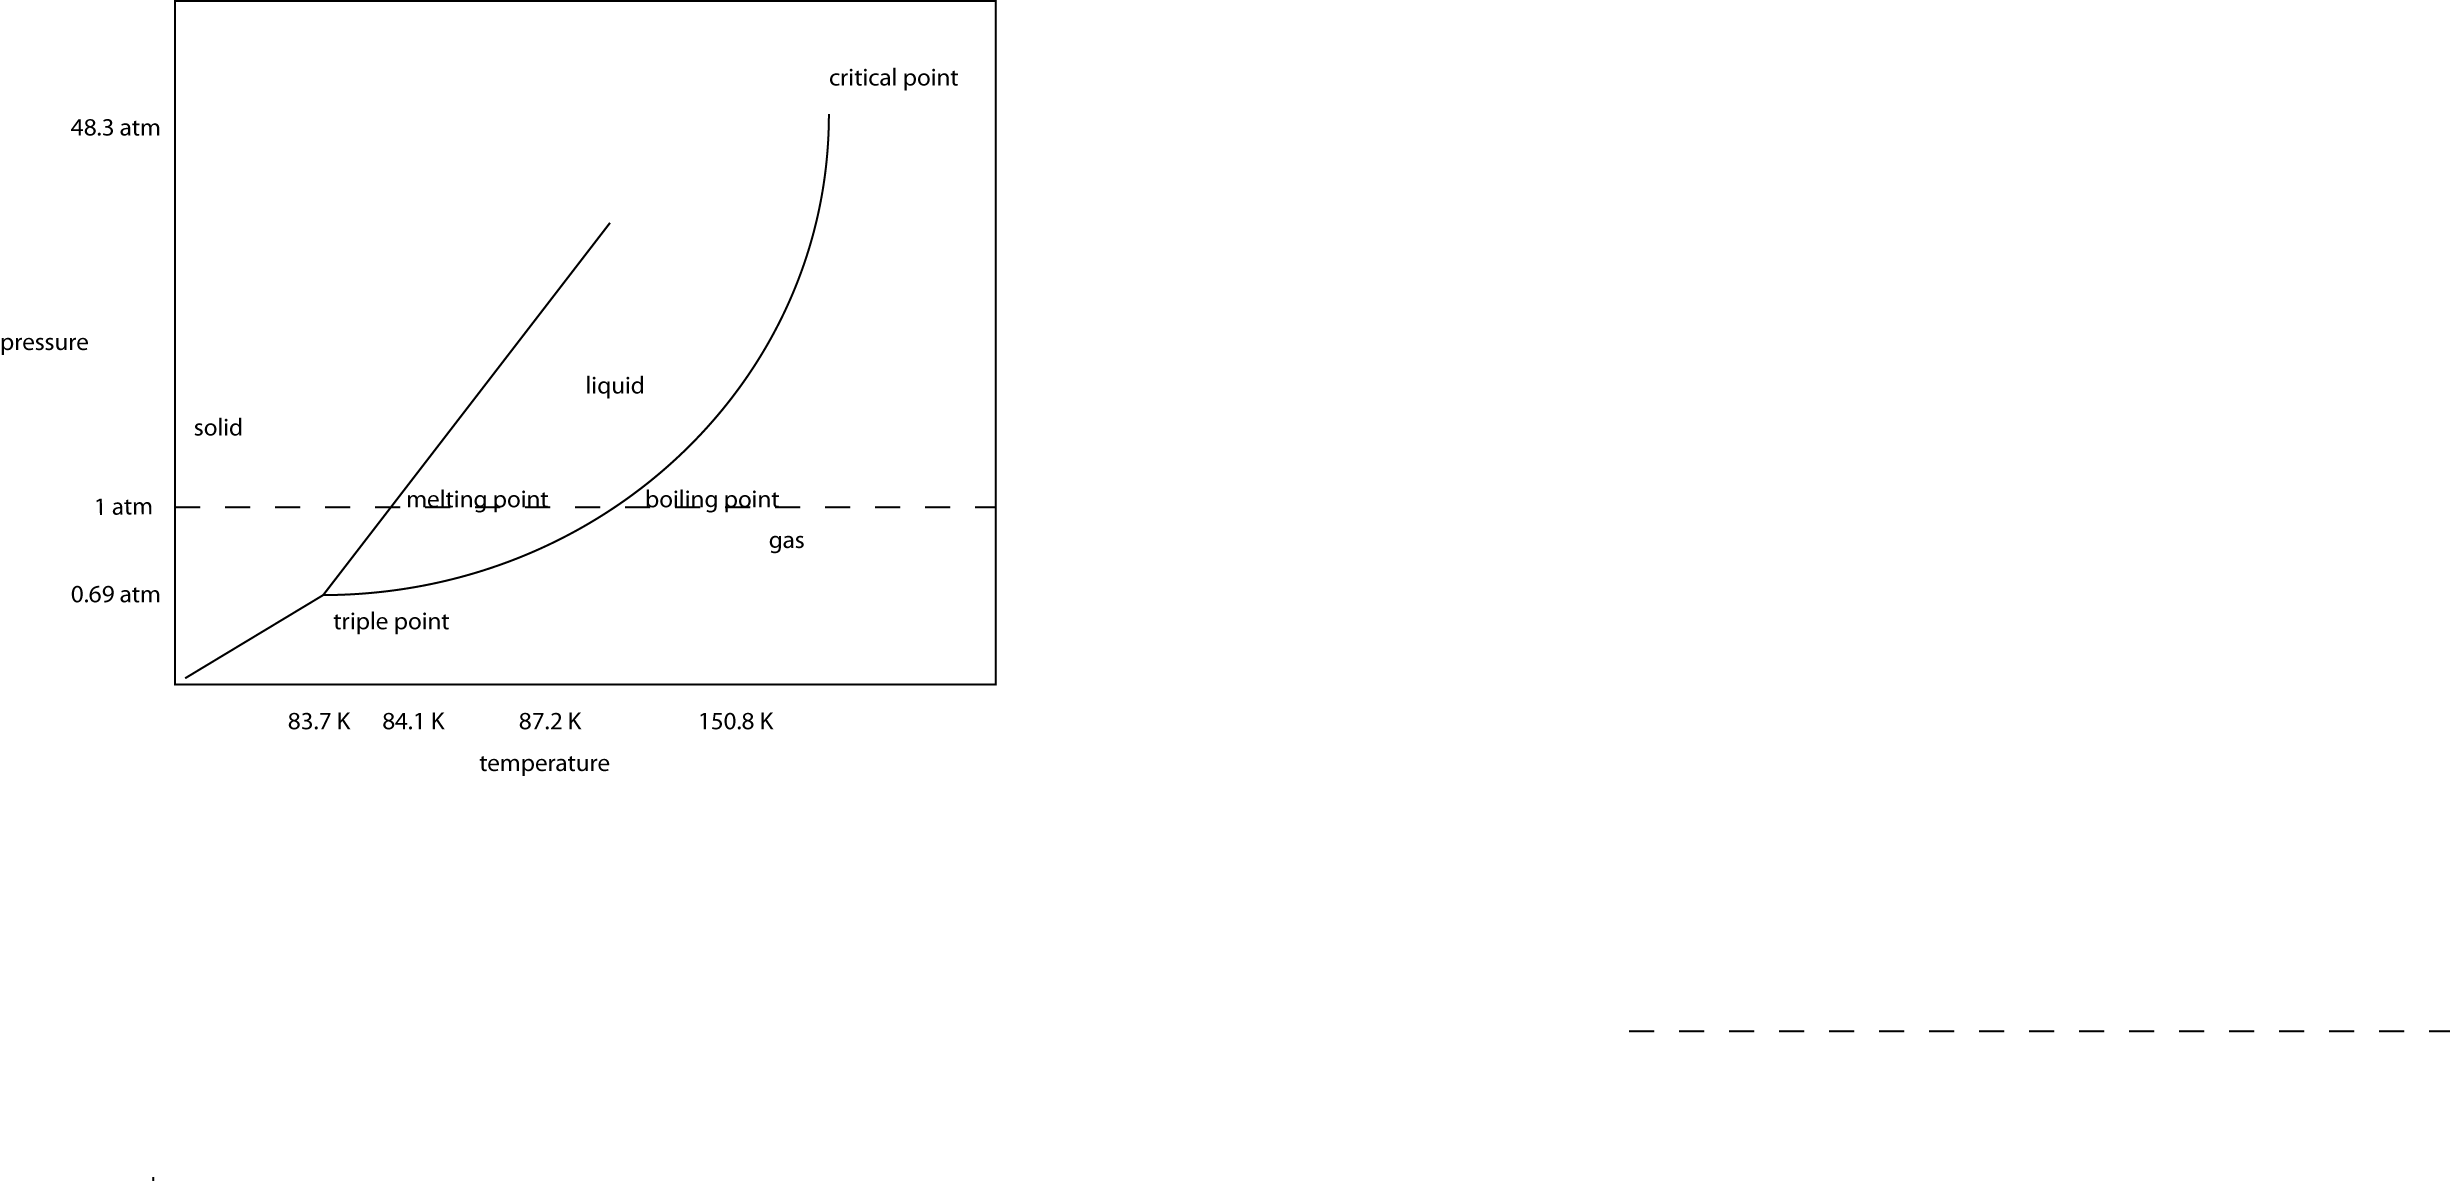 critical point
48.3 atm
pressure
liquid
solid
melting point
boiling point
1 atm
gas
0.69 atm
triple point
83.7 K 84.1 K 87.2 K 150.8 K
temperature